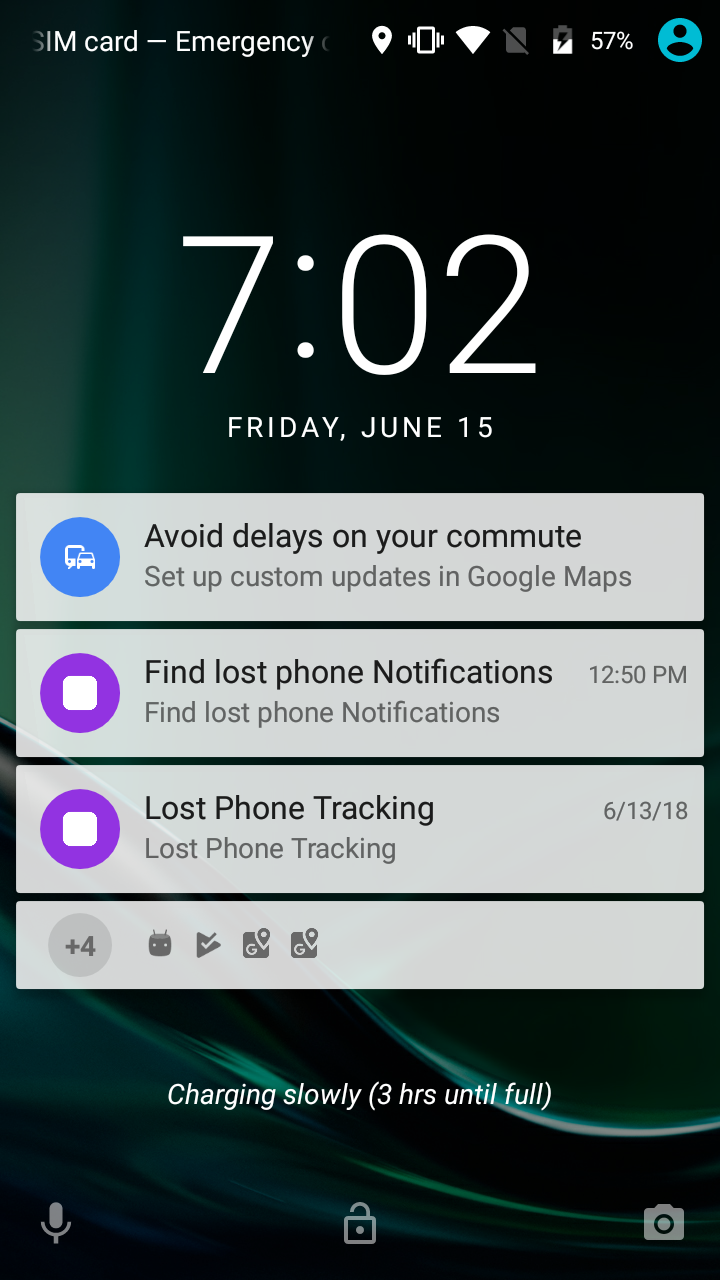 SIM card — Emergency
57%
7:02
FRIDAY, JUNE 15
Avoid delays on your commute
Set up custom updates in Google Maps
Find lost phone Notifications 12:50 PM
Find lost phone Notifications
Lost Phone Tracking 6/13/18
Lost Phone Tracking
+4 G G
Charging slowly (3 hrs until full)